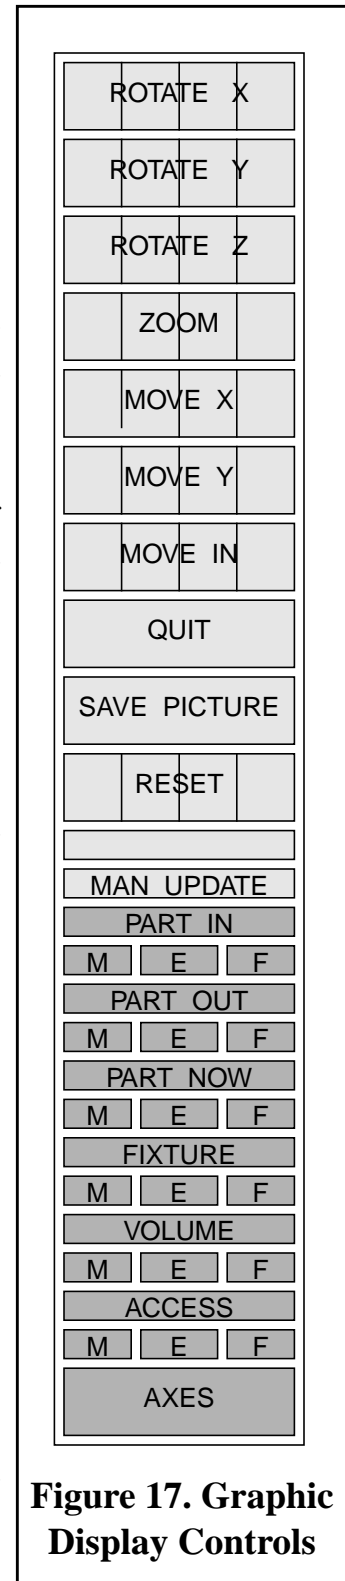 ROTATE X
ROTATE Y
ROTATE Z
ZOOM
MOVE X
MOVE Y
MOVE IN
QUIT
SAVE PICTURE
RESET
MAN UPDATE
PART IN
M E F
PART OUT
M E F
PART NOW
M E F
FIXTURE
M E F
VOLUME
M E F
ACCESS
M E F
AXES
Figure 17. Graphic
Display Controls